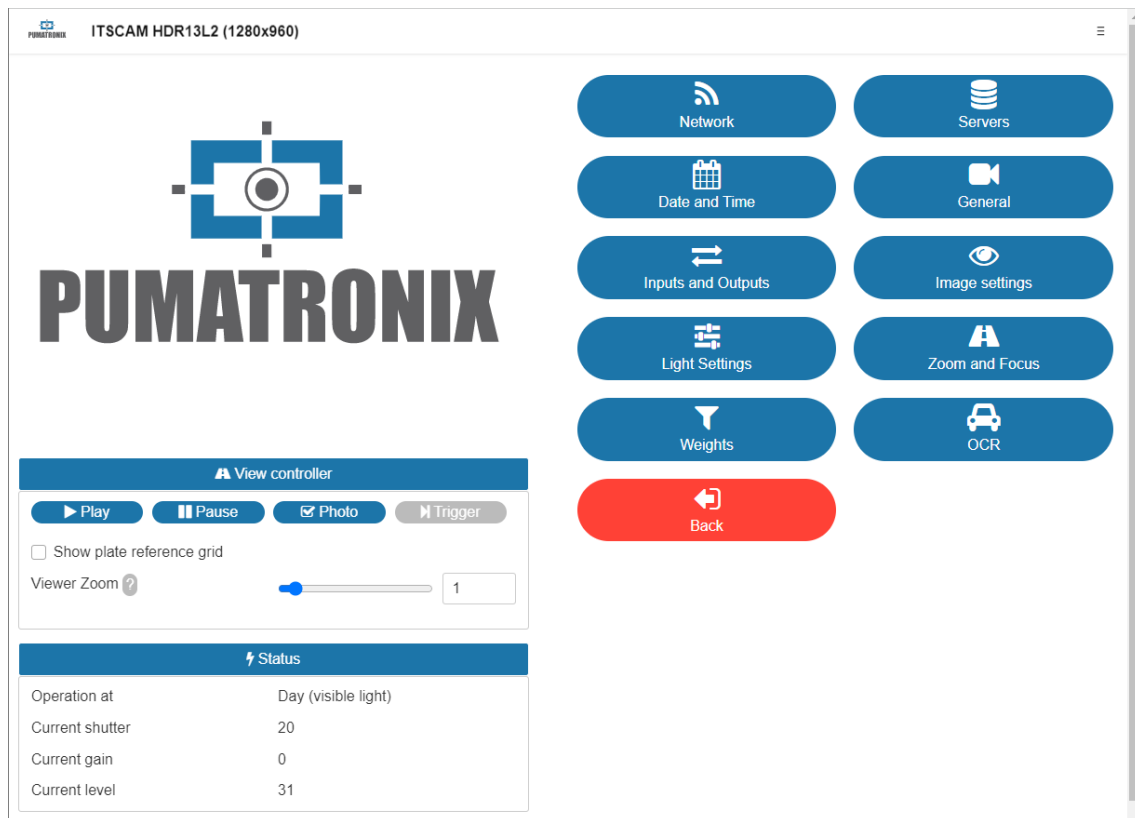 PUMATRONIX
ITSCAM HDR13L2 (1280x960)
PUMATRONIX
Network
Servers
Date and Time
General
Inputs and Outputs
Image settings
Light Settings
Zoom and Focus
Weights
OCR
Back
View controller
Play
Pause
Photo
Trigger
Show plate reference grid
Viewer Zoom ?
1
Status
Operation at Day (visible light)
Current shutter 20
Current gain 0
Current level 31